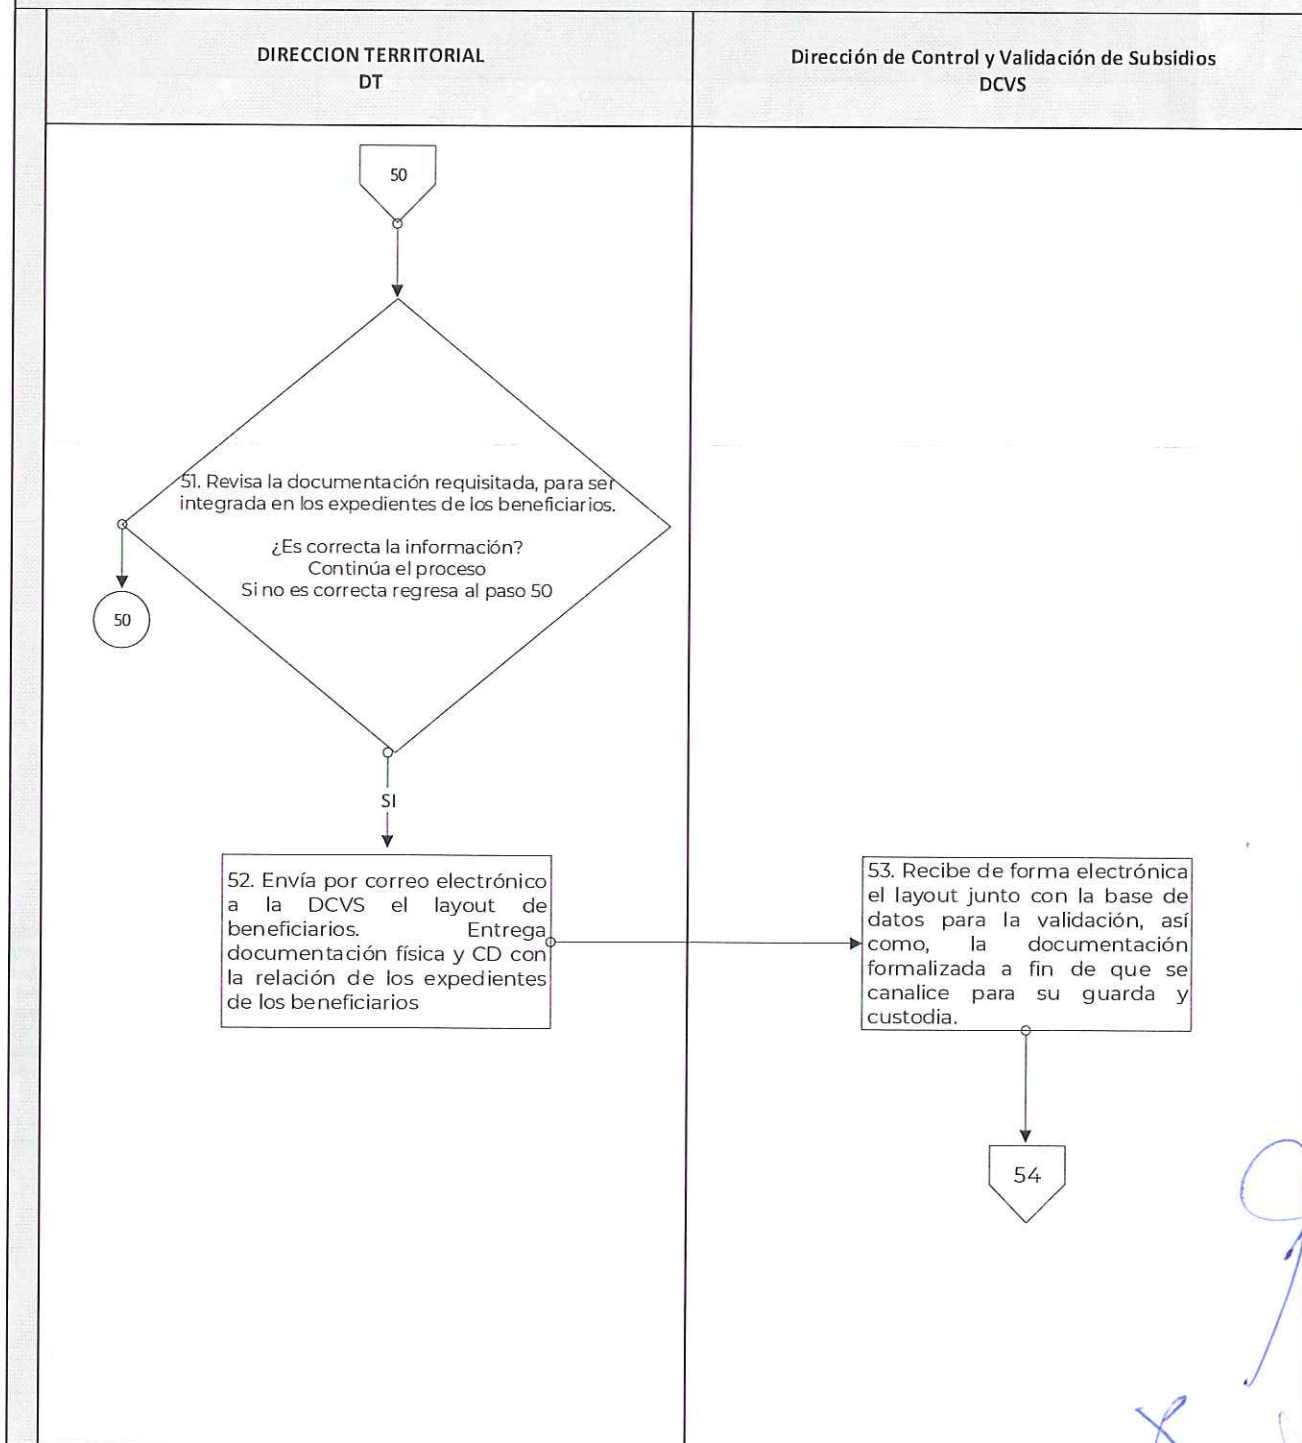 DIRECCION TERRITORIAL
DT
Dirección de Control y Validación de Subsidios
DCVS
50
51. Revisa la documentación requisitada, para ser
integrada en los expedientes de los beneficiarios.
¿Es correcta la información?
Continúa el proceso
Si no es correcta regresa al paso 50
50
SI
52. Envía por correo electrónico
a la DCVS el layout de
beneficiarios. Entrega
documentación física y CD con
la relación de los expedientes
de los beneficiarios
53. Recibe de forma electrónica
el layout junto con la base de
datos para la validación, así
como, la documentación
formalizada a fin de que se
canalice para su guarda y
custodia.
54